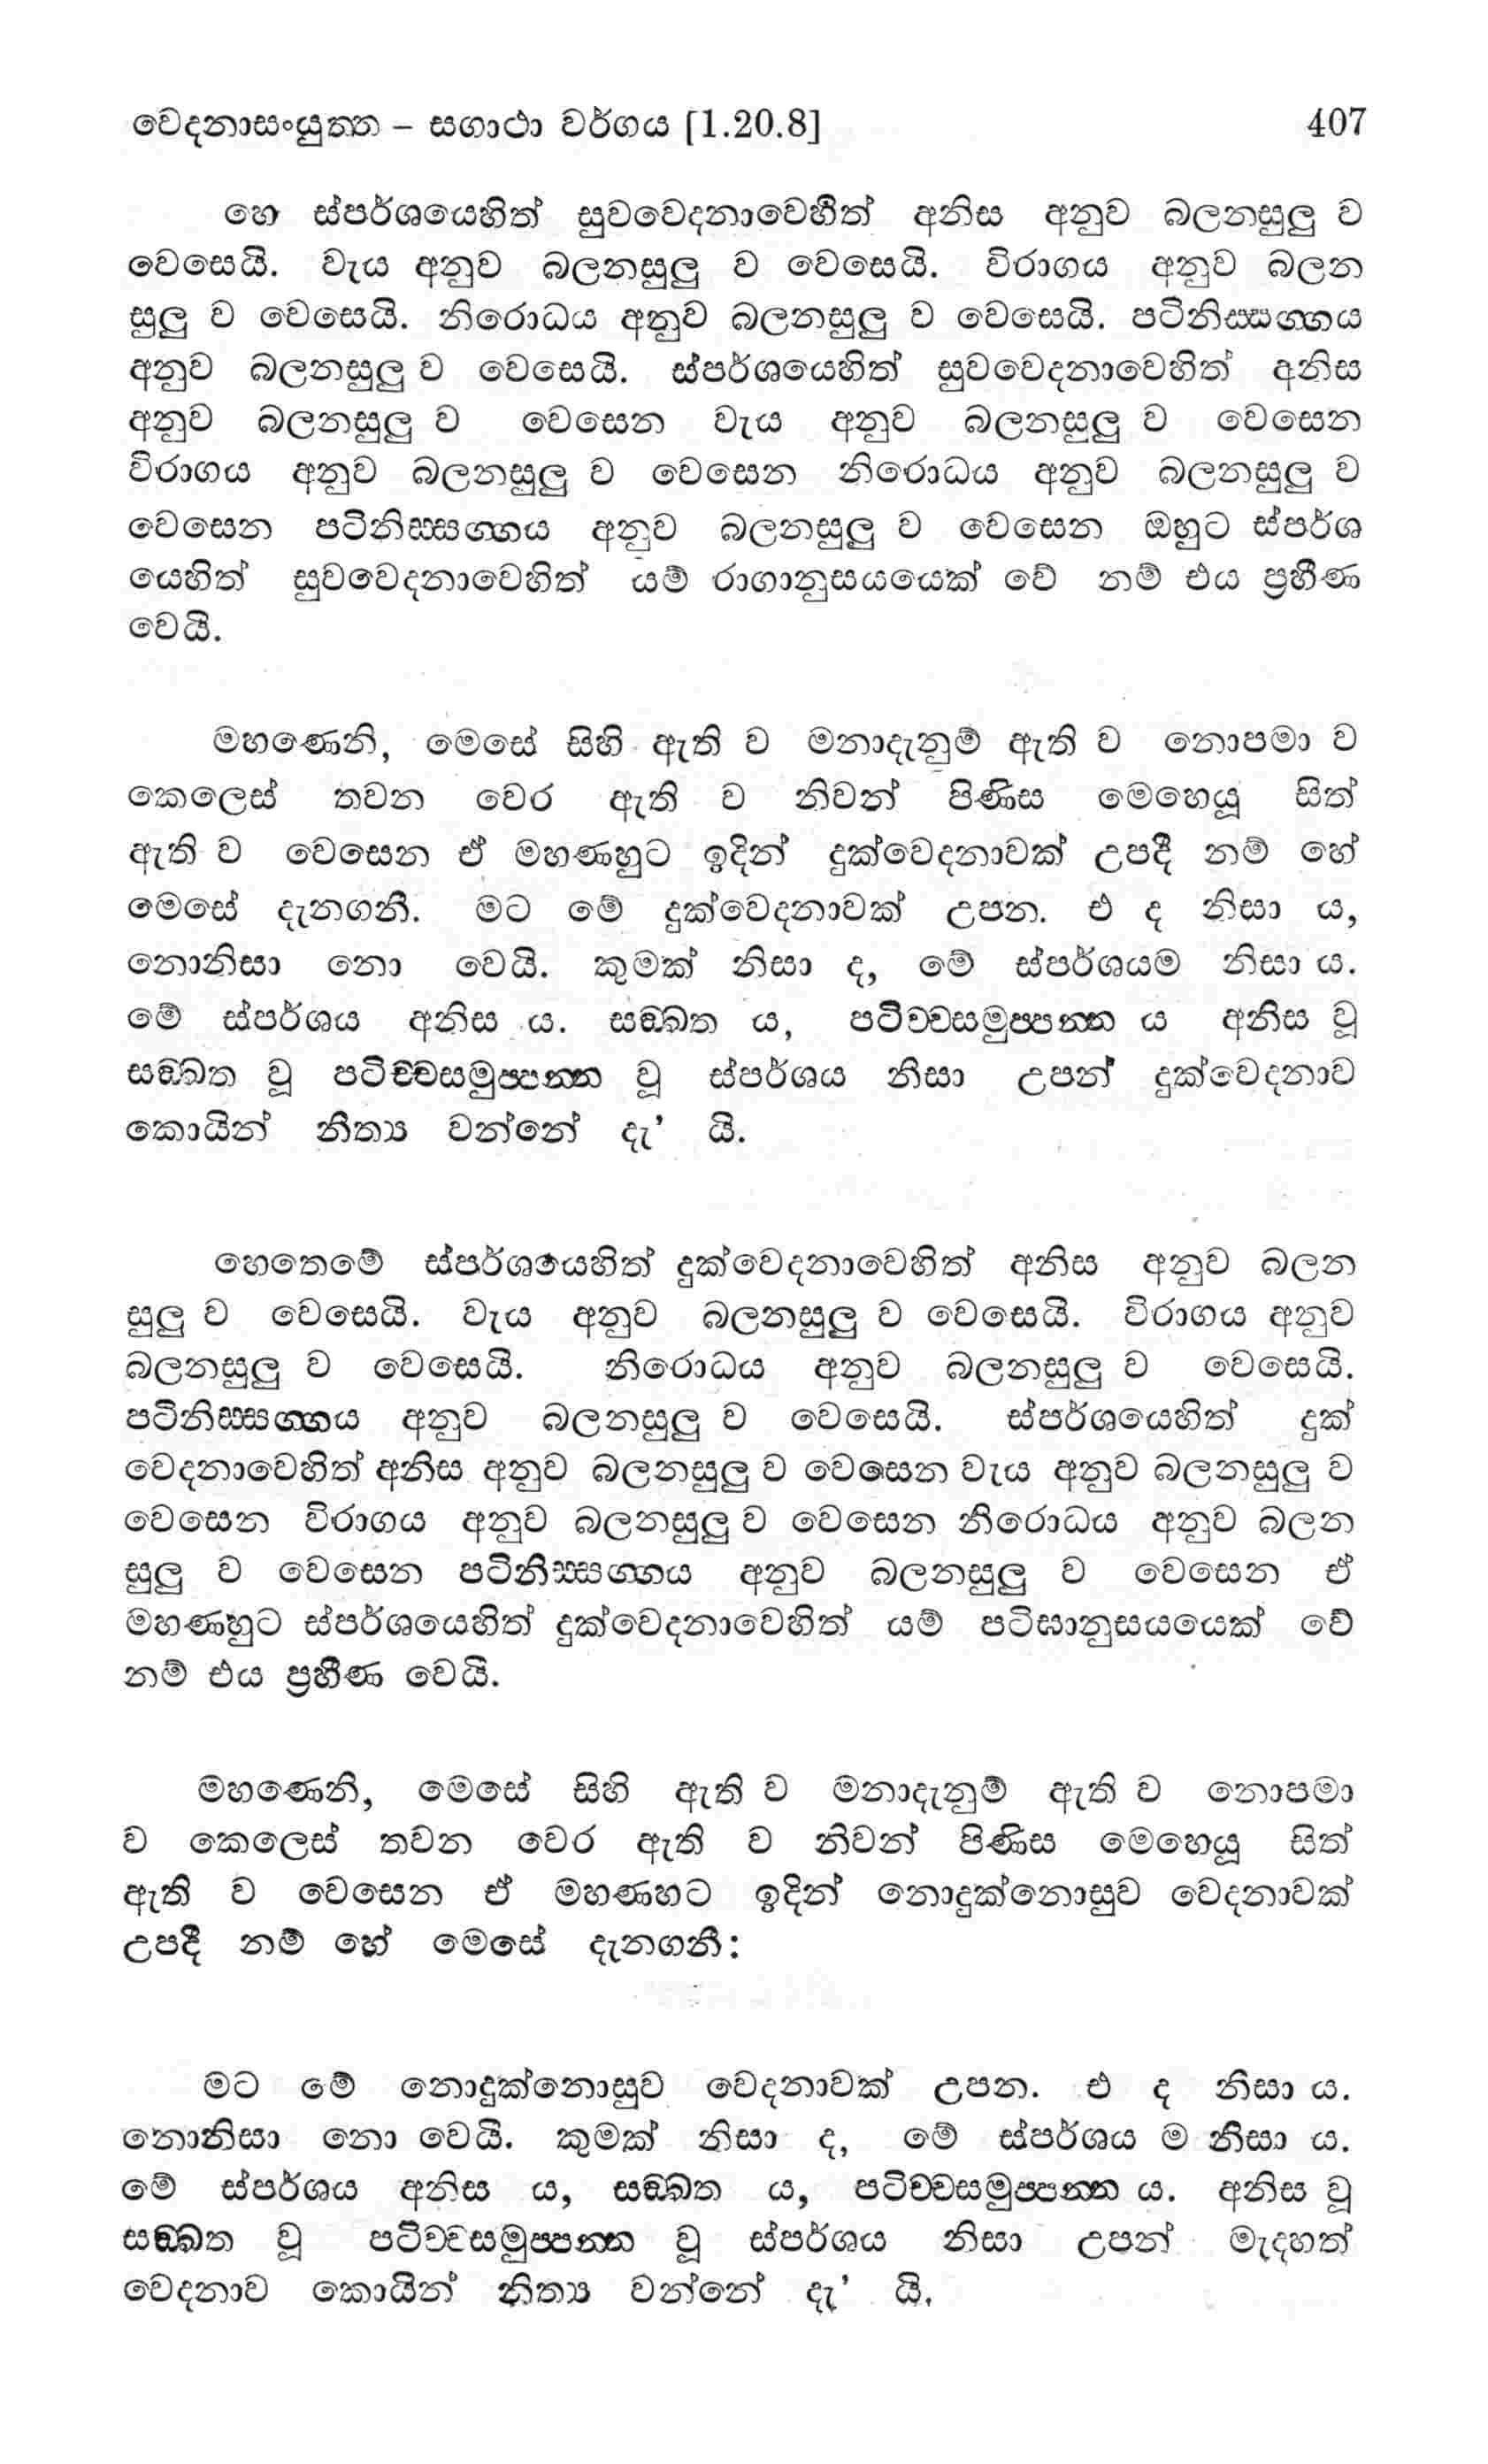 වෙදනාසංයුත්ත – සගාථා වර්ගය [1.20.8] 407
හෙ ස්පර්ශයෙහිත් සුවවෙදනාවෙහිත් අනිස අනුව බලනසුලු ව
වෙසෙයි. වැය අනුව බලනසුලු ව වෙසෙයි. විරාගය අනුව බලන
සුලු ව වෙසෙයි. නිරොධය අනුව බලනසුලු ව වෙසෙයි. පටිනිස්සග්ගය
අනුව බලනසුලු ව වෙසෙයි. ස්පර්ශයෙහිත් සුවවෙදනාවෙහිත් අනිස
අනුව බලනසුලු ව වෙසෙන වැය අනුව බලනසුලු ව වෙසෙන
විරාගය අනුව බලනසුලු ව වෙසෙන නිරොධය අනුව බලනසුලු ව
වෙසෙන පටිනිස්සග්ගය අනුව බලනසුලු ව වෙසෙන ඔහුට ස්පර්ශ
යෙහිත් සුවවෙදනාවෙහිත් යම් රාගානුසයයෙක් වේ නම් එය ප්‍රහීණ
වෙයි.
මහණෙනි, මෙසේ සිහි ඇති ව මනාදැනුම් ඇති ව නොපමා ව
කෙලෙස් තවන වෙර ඇති ව නිවන් පිණිස මෙහෙයූ සිත්
ඇති ව වෙසෙන ඒ මහණහුට ඉදින් දුක්වෙදනාවක් උපදී නම් හේ
මෙසේ දැනගනී. මට මේ දුක්වෙදනාවක් උපන. එ ද නිසා ය,
නොනිසා නො වෙයි. කුමක් නිසා ද, මේ ස්පර්ශයම නිසා ය.
මේ ස්පර්ශය අනිස ය. සඞ්ඛත ය, පටිච්චසමුප්පන්න ය අනිස වූ
සඞ්ඛත වූ පටිච්චසමුප්පන්න වූ ස්පර්ශය නිසා උපන් දුක්වෙදනාව
කොයින් නිත්‍ය වන්නේ දැ’ යි.
හෙතෙමේ ස්පර්ශයෙහිත් දුක්වෙදනාවෙහිත් අනිස අනුව බලන
සුලු ව වෙසෙයි. වැය අනුව බලනසුලු ව වෙසෙයි. විරාගය අනුව
බලනසුලු ව වෙසෙයි. නිරොධය අනුව බලනසුලු ව වෙසෙයි.
පටිනිස්සග්ගය අනුව බලනසුලු ව වෙසෙයි. ස්පර්ශයෙහිත් දුක්
වෙදනාවෙහිත් අනිස අනුව බලනසුලු ව වෙසෙන වැය අනුව බලනසුලු ව
වෙසෙන විරාගය අනුව බලනසුලු ව වෙසෙන නිරොධය අනුව බලන
සුලු ව වෙසෙන පටිනිස්සග්ගය අනුව බලනසුලු ව වෙසෙන ඒ
මහණහුට ස්පර්ශයෙහිත් දුක්වෙදනාවෙහිත් යම් පටිඝානුසයයෙක් වේ
නම් එය ප්‍රහීණ වෙයි.
මහණෙනි, මෙසේ සිහි ඇති ව මනාදැනුම් ඇති ව නොපමා
ව කෙලෙස් තවන වෙර ඇති ව නිවන් පිණිස මෙහෙයූ සිත්
ඇති ව වෙසෙන ඒ මහණහට ඉදින් නොදුක්නොසුව වෙදනාවක්
උපදී නම් හේ මෙසේ දැනගනී:
මට මේ නොදුක්නොසුව වෙදනාවක් උපන. එ ද නිසා ය.
නොනිසා නො වෙයි. කුමක් නිසා ද, මේ ස්පර්ශය ම නිසා ය.
මේ ස්පර්ශය අනිස ය, සඞ්ඛත ය, පටිච්චසමුප්පන්න ය. අනිස වූ
සඞ්ඛත වූ පටිච්චසමුප්පන්න වූ ස්පර්ශය නිසා උපන් මැදහත්
වෙදනාව කොයින් නිත්‍ය වන්නේ දැ’ යි.